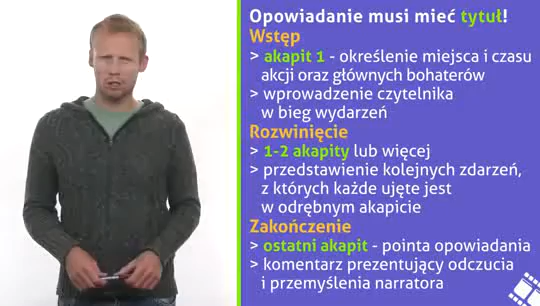 Opowiadanie musi mieć tytuł!
Wstęp
> akapit 1 - określenie miejsca i czasu
akcji oraz głównych bohaterów
> wprowadzenie czytelnika
w bieg wydarzeń
Rozwinięcie
> 1-2 akapity lub więcej
> przedstawienie kolejnych zdarzeń,
z których każde ujęte jest
w odrębnym akapicie
Zakończenie
> ostatni akapit - pointa opowiadania
> komentarz prezentujący odczucia
i przemyślenia narratora